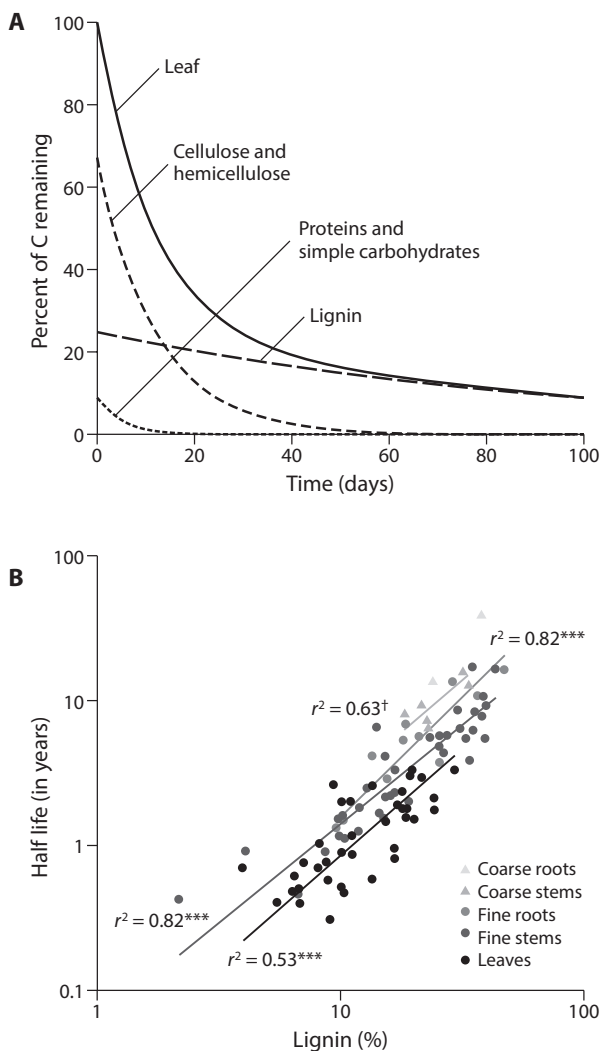 A
100
80
60
40
20
0
Percent of C remaining
Leaf
Cellulose and
hemicellulose
Proteins and
simple carbohydrates
Lignin
0 20 40 60 80 100
Time (days)
B
100
10
1
0.1
Half life (in years)
r² = 0.82***
r² = 0.63†
r² = 0.82***
r² = 0.53***
Coarse roots
Coarse stems
Fine roots
Fine stems
Leaves
1 10 100
Lignin (%)